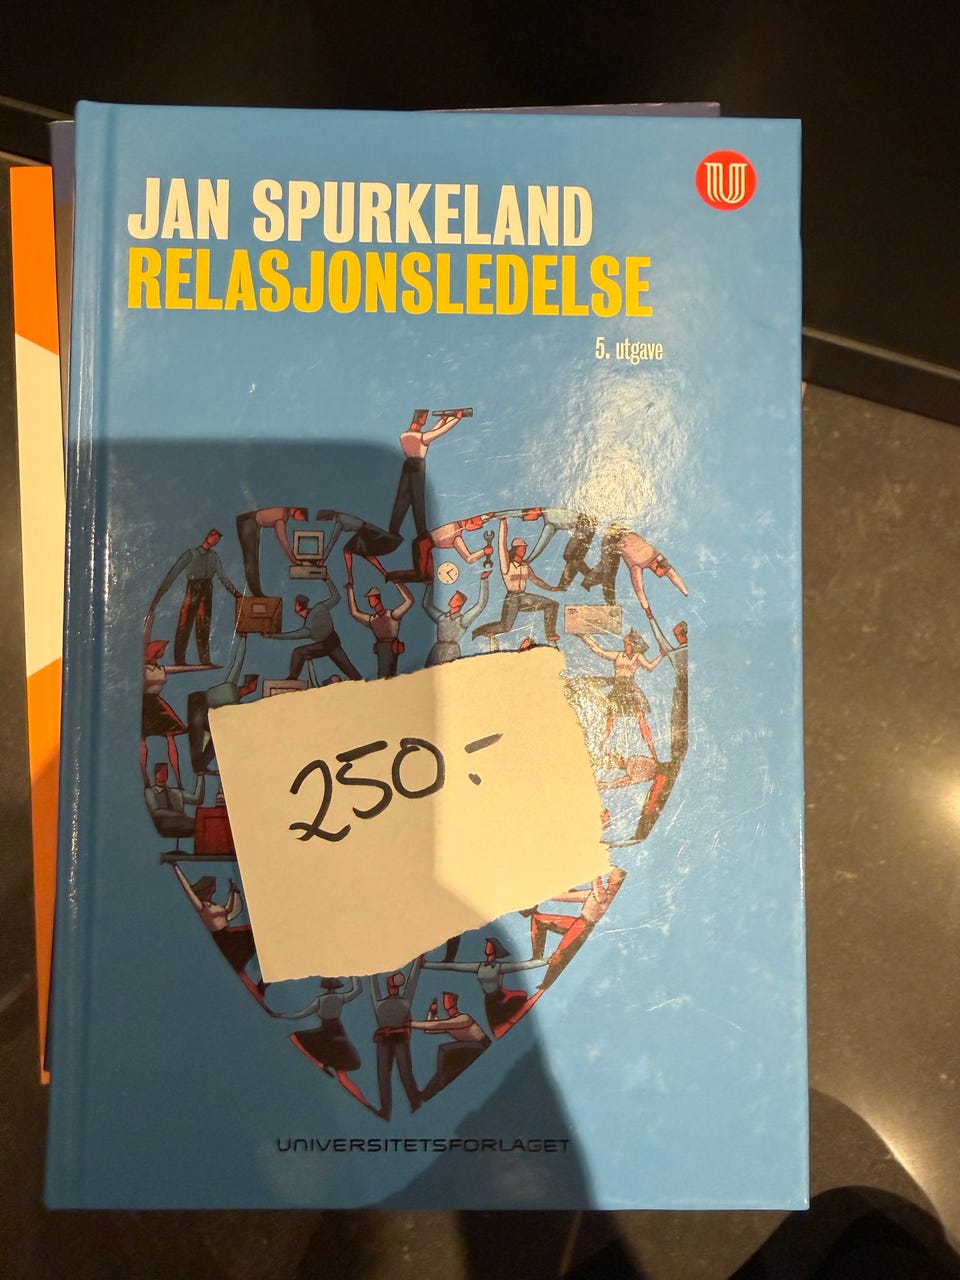 JAN SPURKELAND
RELASJONSLEDELSE
5. utgave
250.-
UNIVERSITETSFORLAGET